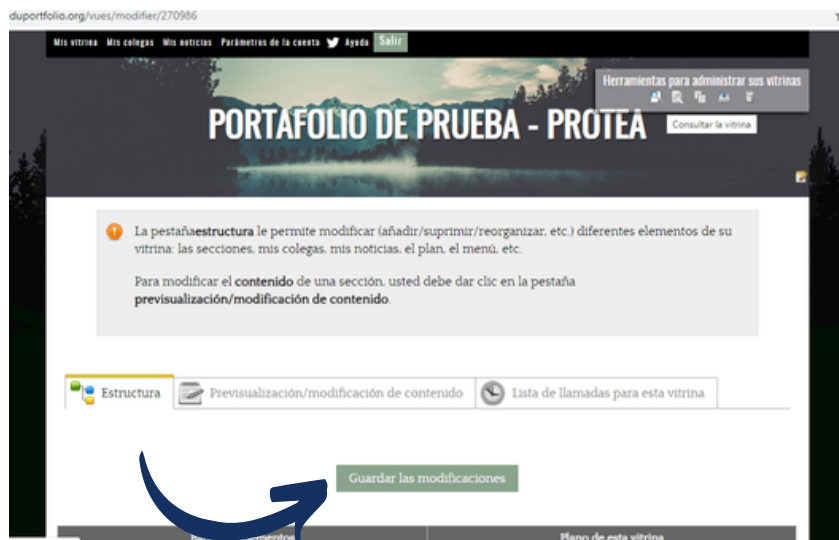 duportfolio.org/vues/modifier/270986
Mis vitrina Mis colegas Mis noticias Parámetros de la cuenta Ayuda Salir
Herramientas para administrar sus vitrinas
PORTAFOLIO DE PRUEBA - PROTEA
Consultar la vitrina
La pestañaestructura le permite modificar (añadir/suprimir/reorganizar, etc.) diferentes elementos de su
vitrina: las secciones, mis colegas, mis noticias, el plan, el menú, etc.
Para modificar el contenido de una sección, usted debe dar clic en la pestaña
previsualización/modificación de contenido.
Estructura Previsualización/modificación de contenido Lista de llamadas para esta vitrina
Guardar las modificaciones
Plano de esta vitrina